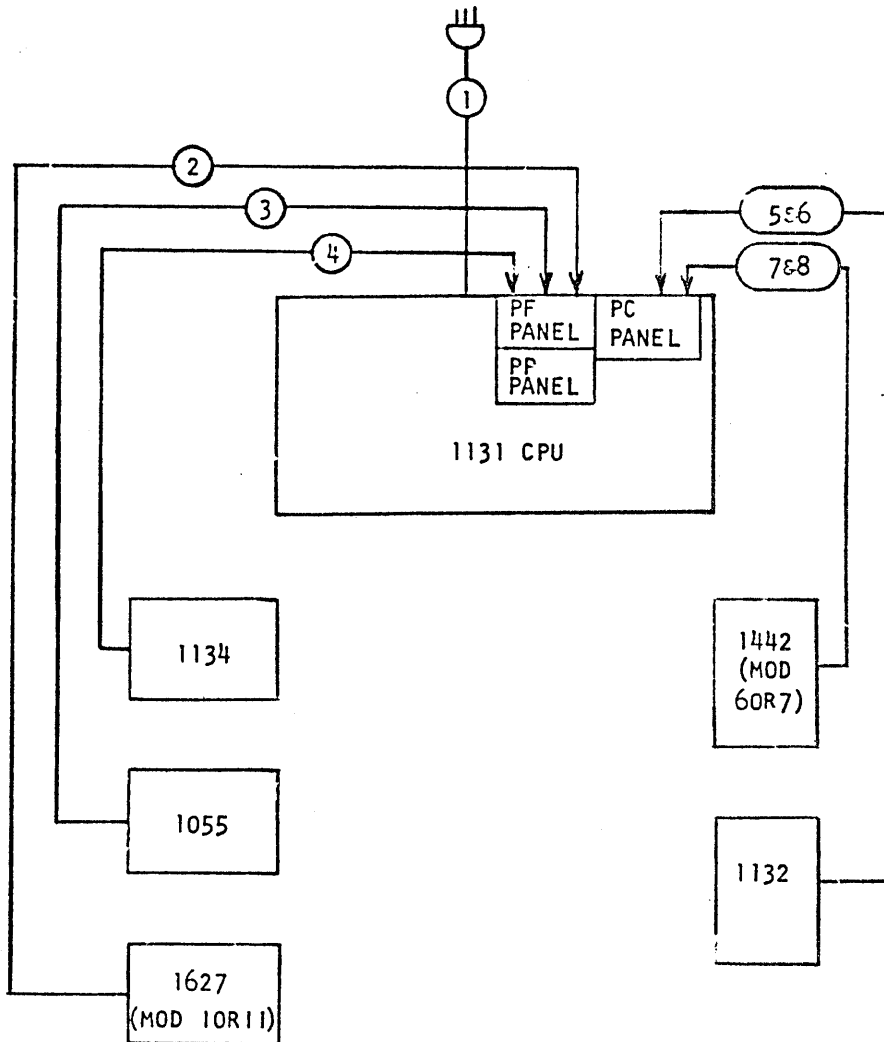 1
2
3
4
5&6
7&8
PF
PANEL
PC
PANEL
PP
PANEL
1131 CPU
1134
1442
(MOD
6OR7)
1055
1132
1627
(MOD 1OR11)